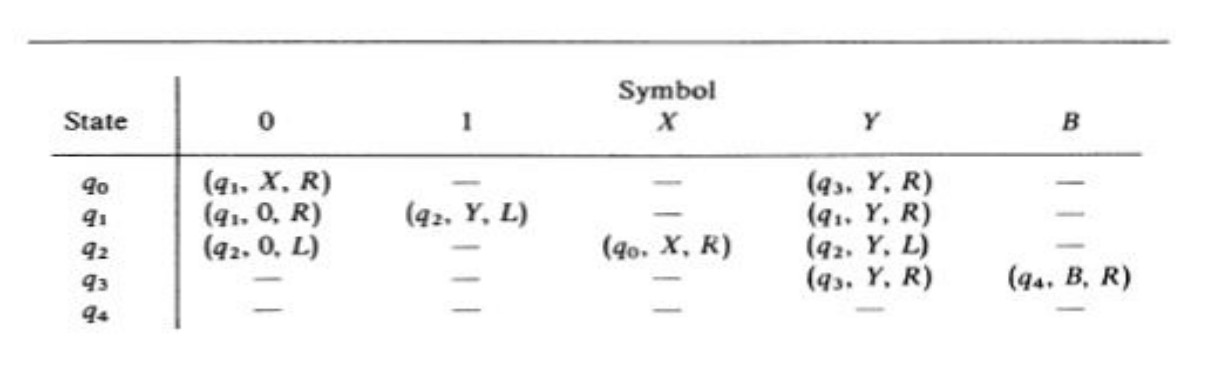 Symbol
State 0 1 X Y B
q₀ (q₁, X, R) — — (q₃, Y, R) —
q₁ (q₁, 0, R) (q₂, Y, L) — (q₁, Y, R) —
q₂ (q₂, 0, L) — (q₀, X, R) (q₂, Y, L) —
q₃ — — — (q₃, Y, R) (q₄, B, R)
q₄ — — — — —